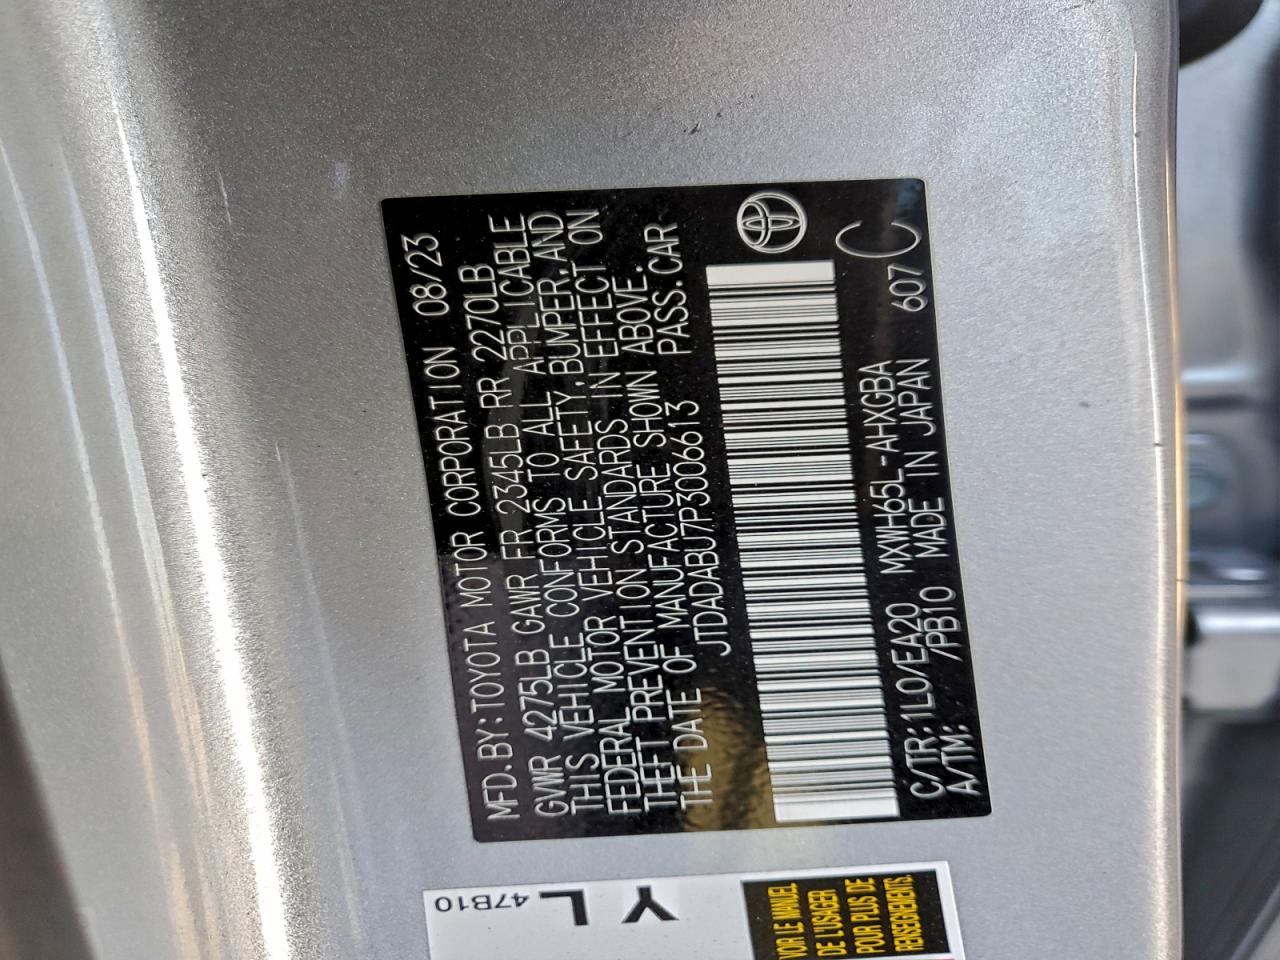 MFD.BY:TOYOTA MOTOR CORPORATION 08/23
GVWR 4275LB GAWR FR 2345LB RR 2270LB
THIS VEHICLE CONFORMS TO ALL APPLICABLE
FEDERAL MOTOR VEHICLE SAFETY,BUMPER,AND
THEFT PREVENTION STANDARDS IN EFFECT ON
THE DATE OF MANUFACTURE SHOWN ABOVE.
JTDADABU7P3006613 PASS.CAR
C/TR:1L0/EA20 MXWH65L-AHXGBA 607 C
A/TM: /PB10 MADE IN JAPAN
47B10
YL
VOIR LE MANUEL
DE L'USAGER
POUR PLUS DE
RENSEIGNEMENTS.